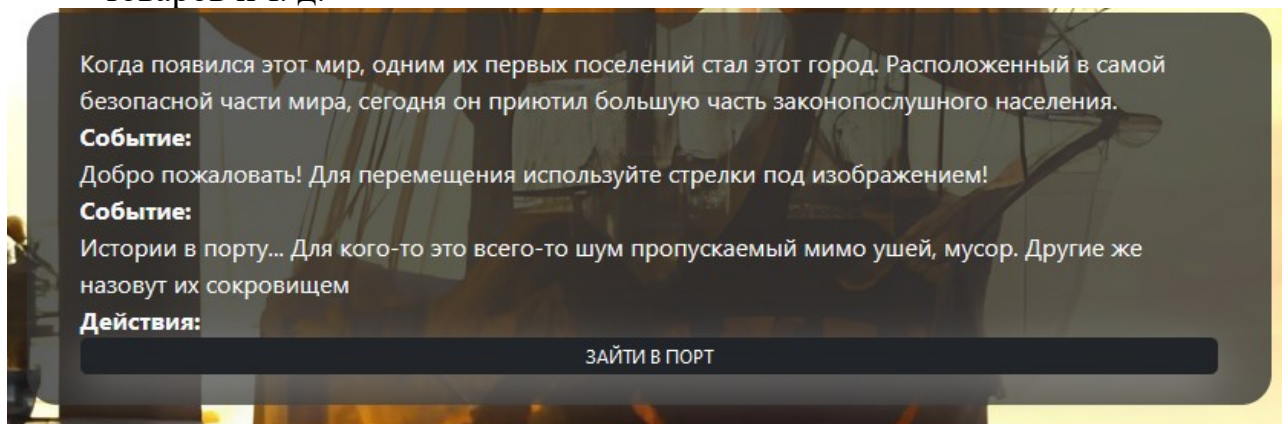 Когда появился этот мир, одним их первых поселений стал этот город. Расположенный в самой
безопасной части мира, сегодня он приютил большую часть законопослушного населения.
Событие:
Добро пожаловать! Для перемещения используйте стрелки под изображением!
Событие:
Истории в порту... Для кого-то это всего-то шум пропускаемый мимо ушей, мусор. Другие же
назовут их сокровищем
Действия:
ЗАЙТИ В ПОРТ